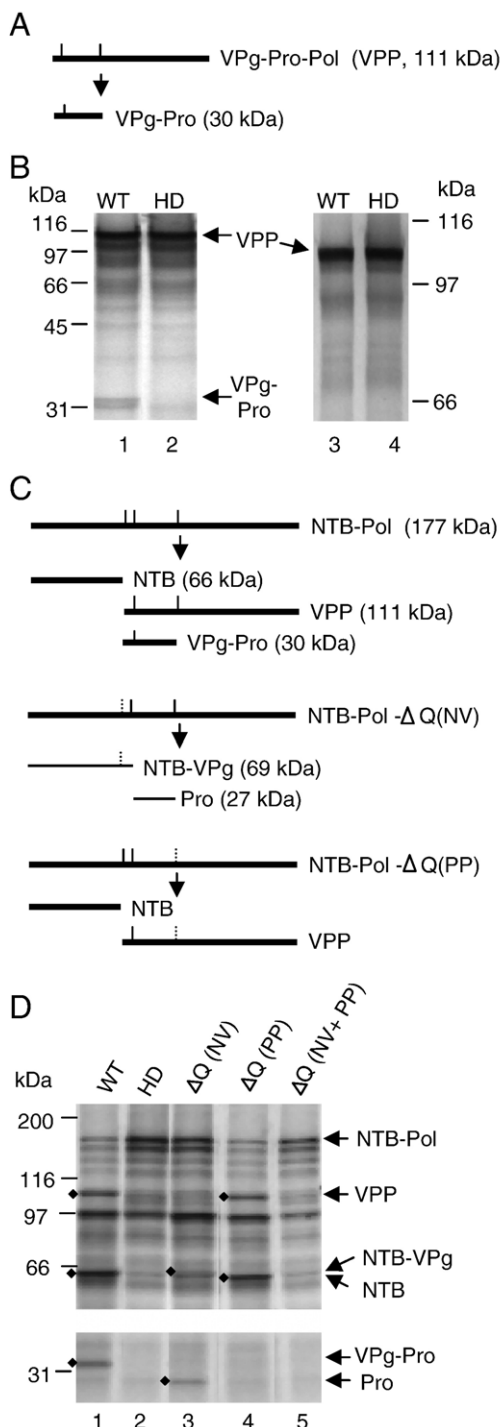 A
VPg-Pro-Pol (VPP, 111 kDa)
VPg-Pro (30 kDa)
B
kDa WT HD WT HD kDa
116
97
66
45
31
VPP
VPg-
Pro
116
97
66
1 2 3 4
C
NTB-Pol (177 kDa)
NTB (66 kDa)
VPP (111 kDa)
VPg-Pro (30 kDa)
NTB-Pol -Δ Q(NV)
NTB-VPg (69 kDa)
Pro (27 kDa)
NTB-Pol -Δ Q(PP)
NTB
VPP
D
kDa WT HD ΔQ (NV) ΔQ (PP) ΔQ (NV+ PP)
200
116
97
66
NTB-Pol
VPP
NTB-VPg
NTB
31
VPg-Pro
Pro
1 2 3 4 5